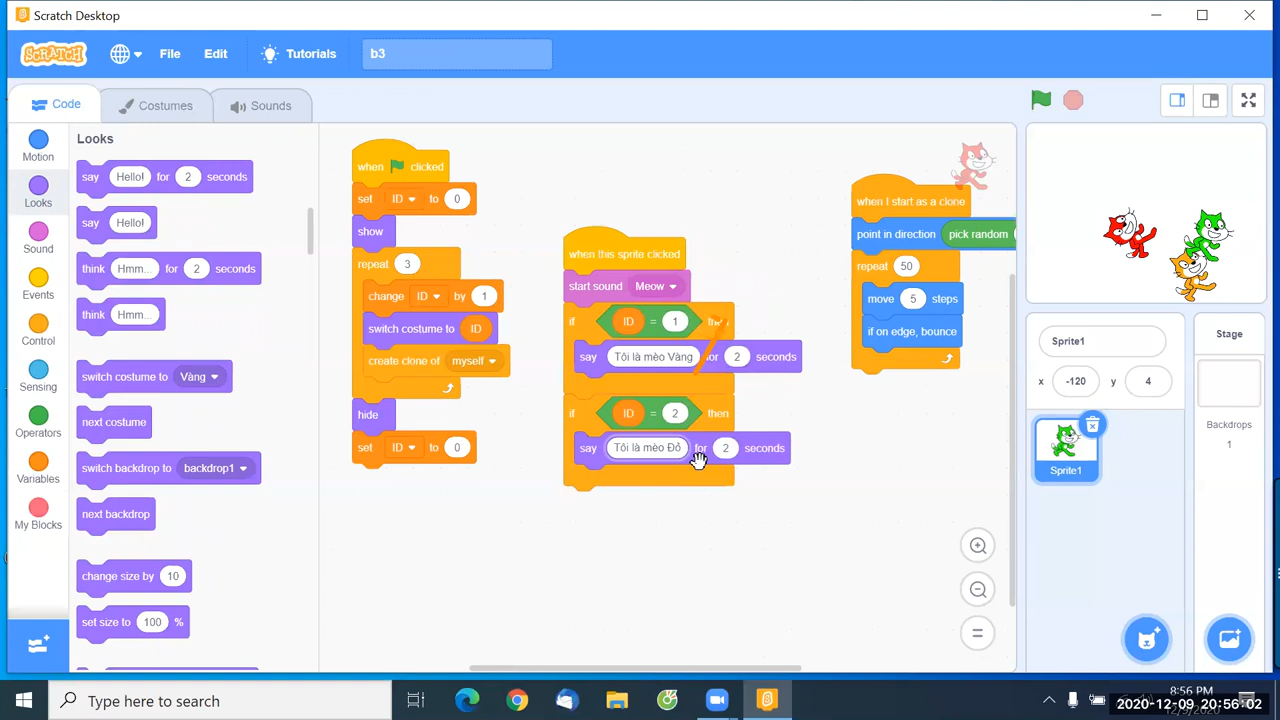 Scratch Desktop
SCRATCH
File
Edit
Tutorials
b3
Code
Costumes
Sounds
Motion
Looks
Sound
Events
Control
Sensing
Operators
Variables
My Blocks
Looks
say Hello! for 2 seconds
say Hello!
think Hmm... for 2 seconds
think Hmm...
switch costume to Vàng
next costume
switch backdrop to backdrop1
next backdrop
change size by 10
set size to 100 %
when clicked
set ID to 0
show
repeat 3
change ID by 1
switch costume to ID
create clone of myself
hide
set ID to 0
when this sprite clicked
start sound Meow
if ID = 1 then
say Tôi là mèo Vàng for 2 seconds
if ID = 2 then
say Tôi là mèo Đỏ for 2 seconds
when I start as a clone
point in direction pick random
repeat 50
move 5 steps
if on edge, bounce
Sprite1
x -120 y 4
Sprite1
Stage
Backdrops
1
Type here to search
8:56 PM
2020-12-09 20:56:02